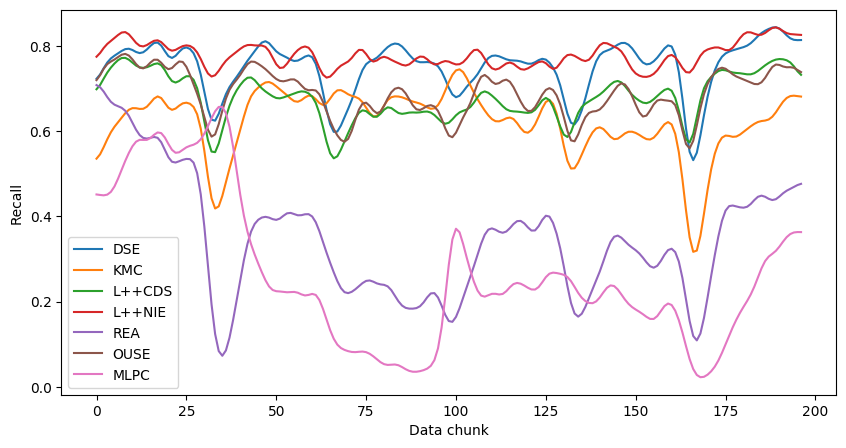 0.8
0.6
0.4
0.2
0.0
Recall
DSE
KMC
L++CDS
L++NIE
REA
OUSE
MLPC
0 25 50 75 100 125 150 175 200
Data chunk